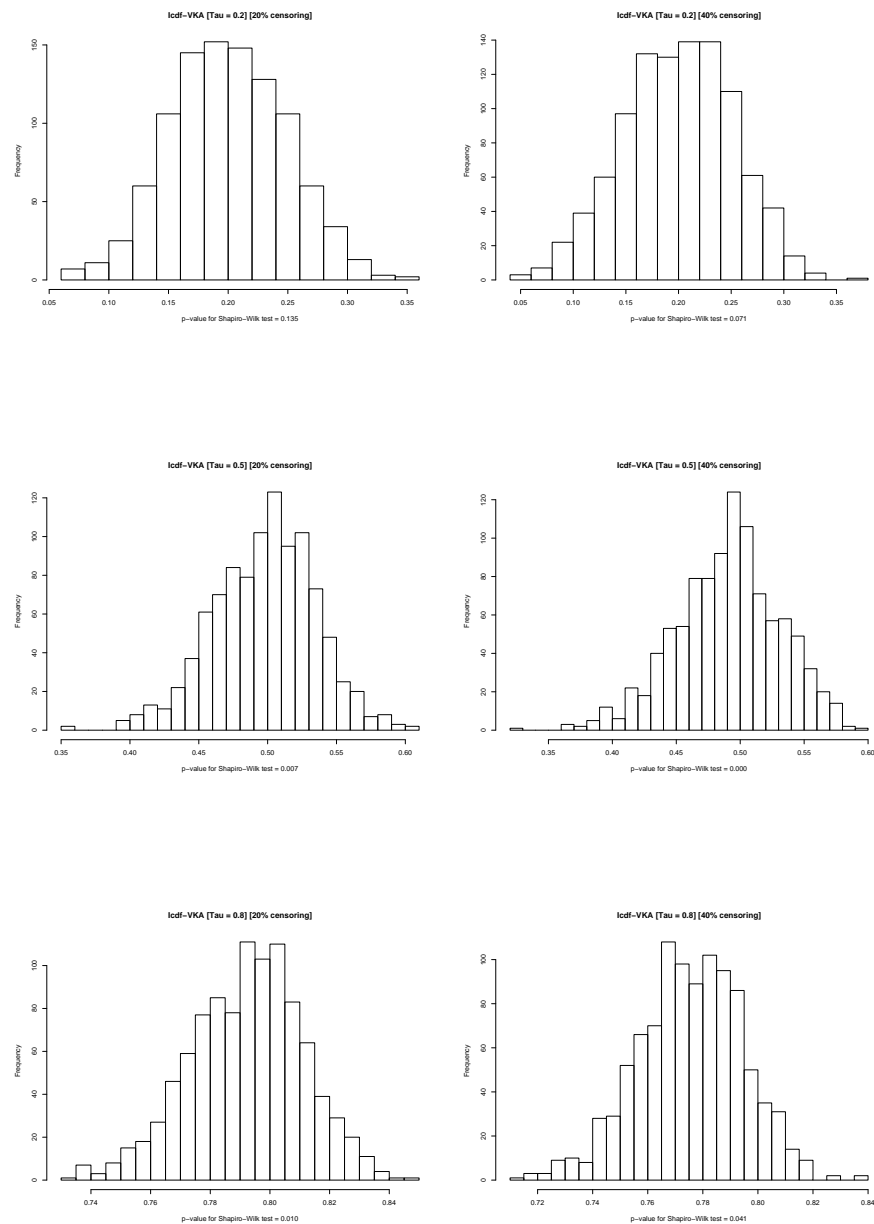 Icdf−VKA [Tau = 0.2] [20% censoring]
Frequency
0 50 100 150
0.05 0.10 0.15 0.20 0.25 0.30 0.35
p−value for Shapiro−Wilk test = 0.135
Icdf−VKA [Tau = 0.2] [40% censoring]
Frequency
0 20 40 60 80 100 120 140
0.05 0.10 0.15 0.20 0.25 0.30 0.35
p−value for Shapiro−Wilk test = 0.071
Icdf−VKA [Tau = 0.5] [20% censoring]
Frequency
0 20 40 60 80 100 120
0.35 0.40 0.45 0.50 0.55 0.60
p−value for Shapiro−Wilk test = 0.007
Icdf−VKA [Tau = 0.5] [40% censoring]
Frequency
0 20 40 60 80 100 120
0.35 0.40 0.45 0.50 0.55 0.60
p−value for Shapiro−Wilk test = 0.000
Icdf−VKA [Tau = 0.8] [20% censoring]
Frequency
0 20 40 60 80 100
0.74 0.76 0.78 0.80 0.82 0.84
p−value for Shapiro−Wilk test = 0.010
Icdf−VKA [Tau = 0.8] [40% censoring]
Frequency
0 20 40 60 80 100
0.72 0.74 0.76 0.78 0.80 0.82 0.84
p−value for Shapiro−Wilk test = 0.041